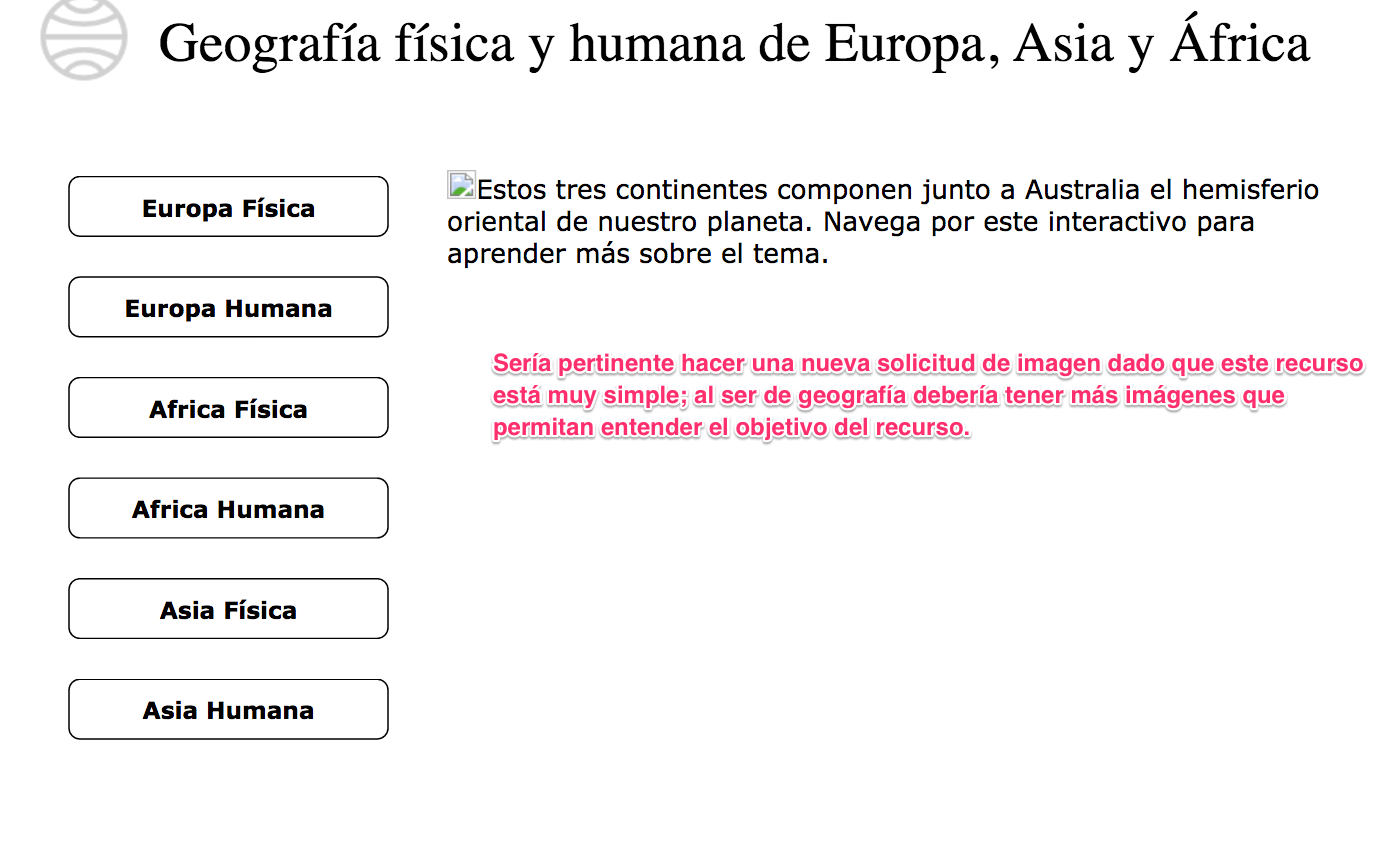 Geografía física y humana de Europa, Asia y África
Europa Física
Europa Humana
Africa Física
Africa Humana
Asia Física
Asia Humana
Estos tres continentes componen junto a Australia el hemisferio
oriental de nuestro planeta. Navega por este interactivo para
aprender más sobre el tema.
Sería pertinente hacer una nueva solicitud de imagen dado que este recurso
está muy simple; al ser de geografía debería tener más imágenes que
permitan entender el objetivo del recurso.